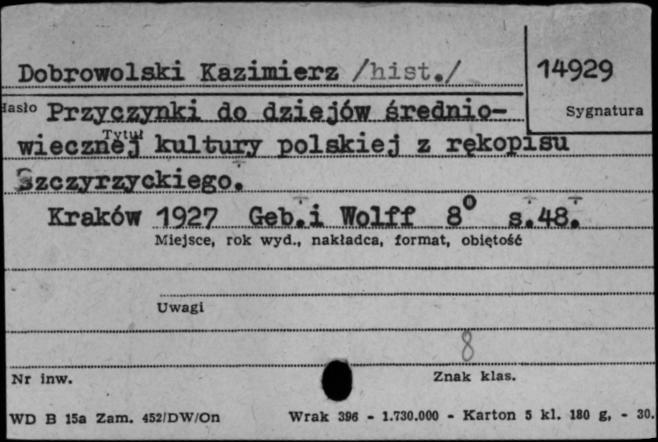 Dobrowolski Kazimierz /hist./
14929
Hasło Przyczynki do dziejów średnio-
Sygnatura
Tytuł
wiecznej kultury polskiej z rękopisu
Szczyrzyckiego.
Kraków 1927 Geb.i Wolff 8° s.48.
Miejsce, rok wyd., nakładca, format, objętość
Uwagi
8
Nr inw.
Znak klas.
WD B 15a Zam. 452/DW/On Wrak 396 - 1.730.000 - Karton 5 kl. 180 g, - 30.